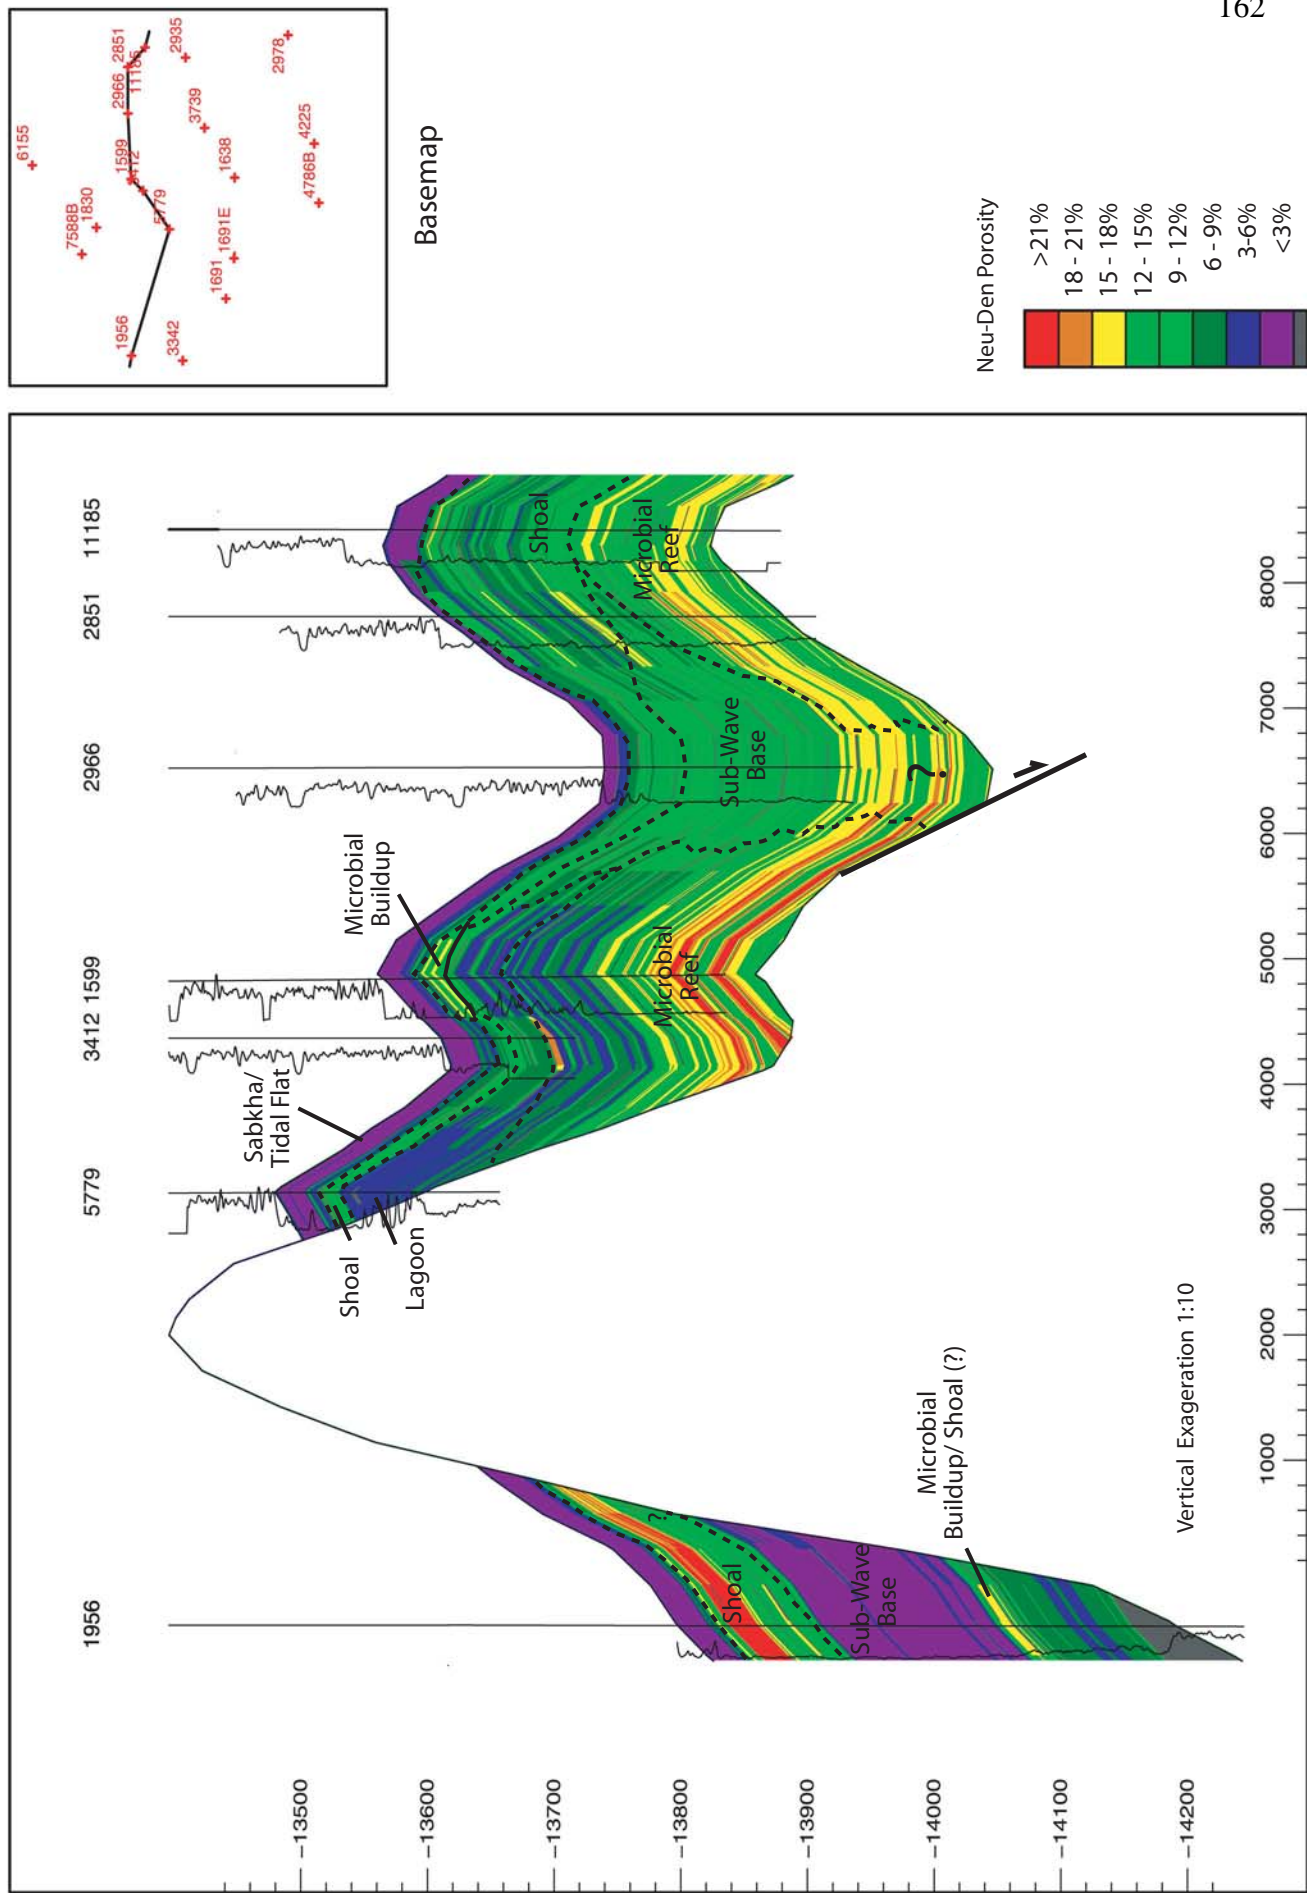 162
1956
5779
3412 1599
2966
2851
11185
Sabkha/
Tidal Flat
Microbial
Buildup
Shoal
Lagoon
Microbial
Reef
Sub-Wave
Base
?
Shoal
Microbial
Reef
?
Shoal
Sub-Wave
Base
Microbial
Buildup/ Shoal (?)
Vertical Exageration 1:10
-13500
-13600
-13700
-13800
-13900
-14000
-14100
-14200
1000
2000
3000
4000
5000
6000
7000
8000
6155
7588B
1830
1956
3342
1599
5779
2966
2851
11185
2935
3739
1638
1691
1691E
2978
4225
4786B
Basemap
Neu-Den Porosity
>21%
18 - 21%
15 - 18%
12 - 15%
9 - 12%
6 - 9%
3-6%
<3%